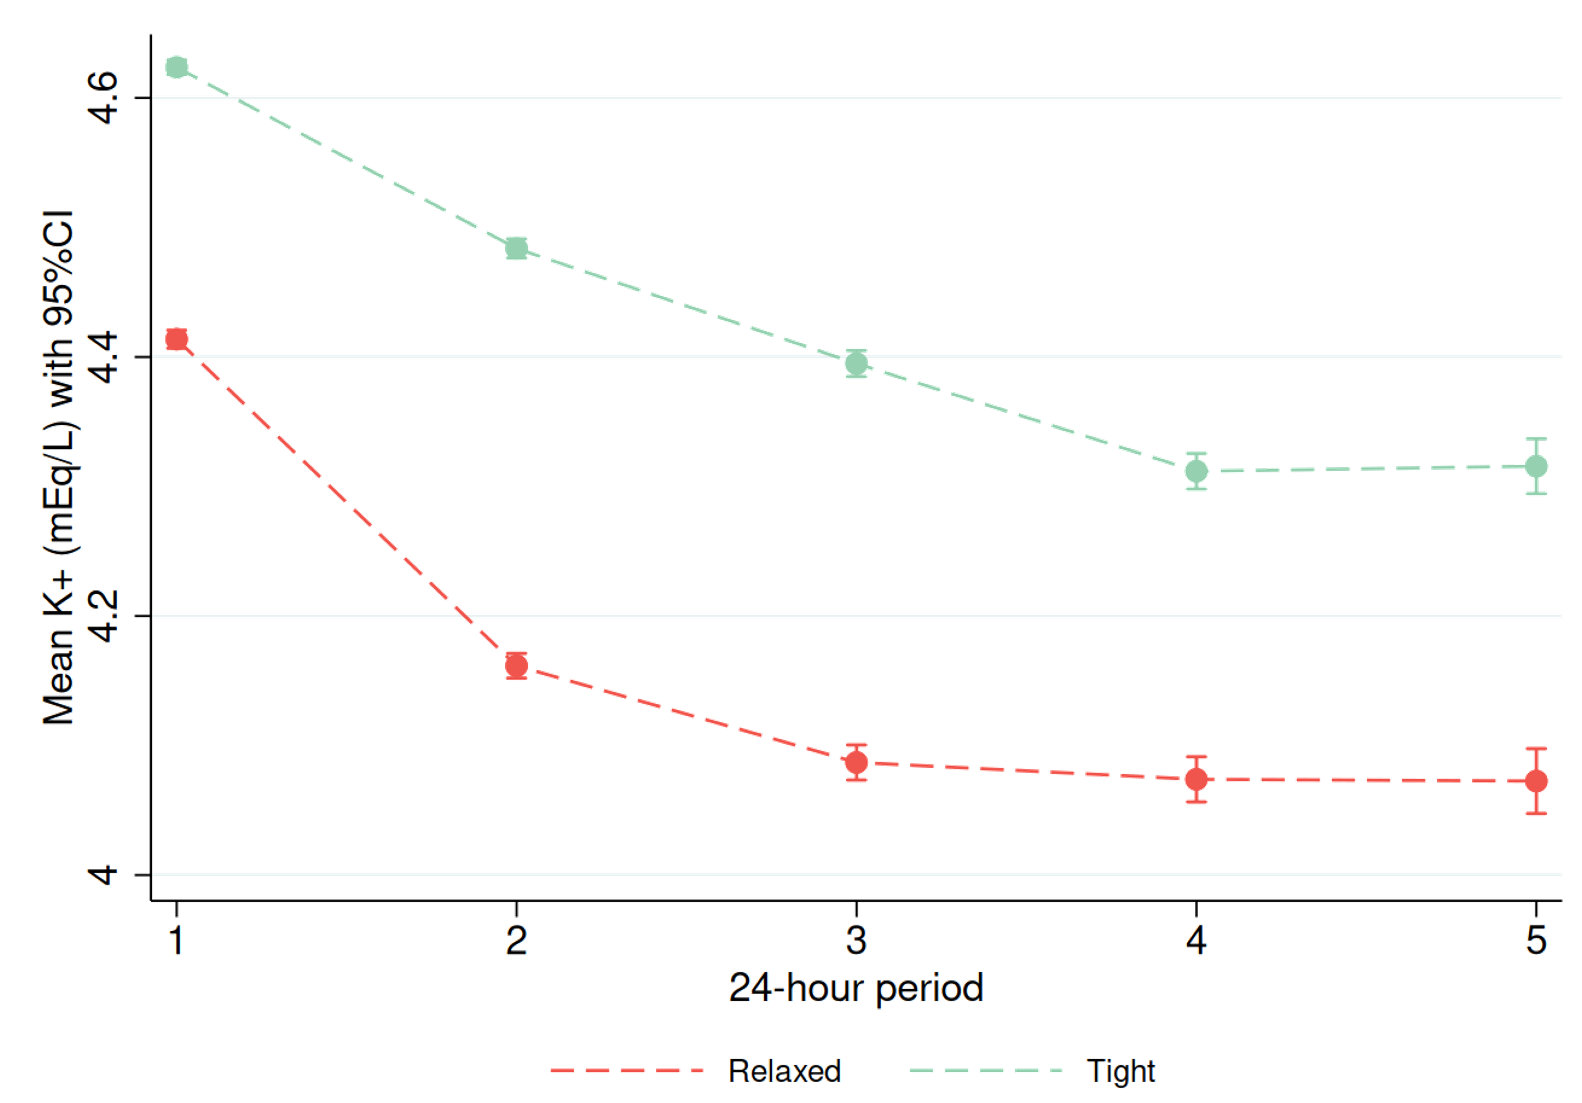 Mean K+ (mEq/L) with 95%CI
4.6
4.4
4.2
4
1 2 3 4 5
24-hour period
Relaxed Tight